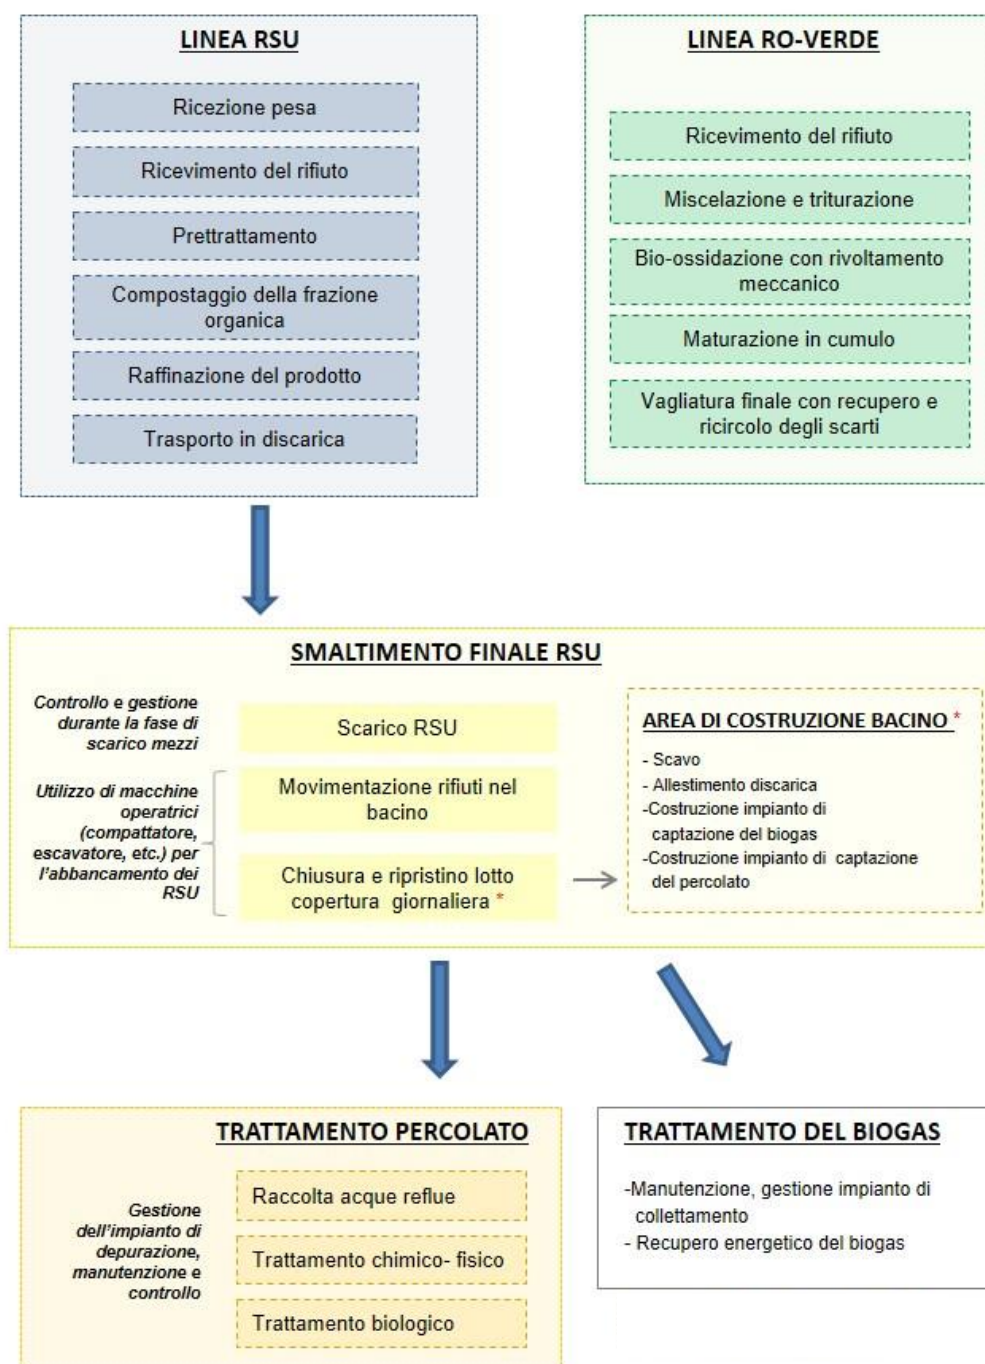 LINEA RSU
Ricezione pesa
Ricevimento del rifiuto
Prettrattamento
Compostaggio della frazione
organica
Raffinazione del prodotto
Trasporto in discarica
LINEA RO-VERDE
Ricevimento del rifiuto
Miscelazione e triturazione
Bio-ossidazione con rivoltamento
meccanico
Maturazione in cumulo
Vagliatura finale con recupero e
ricircolo degli scarti
SMALTIMENTO FINALE RSU
Controllo e gestione
durante la fase di
scarico mezzi
Utilizzo di macchine
operatrici
(compattatore,
escavatore, etc.) per
l'abbancamento dei
RSU
Scarico RSU
Movimentazione rifiuti nel
bacino
Chiusura e ripristino lotto
copertura giornaliera *
AREA DI COSTRUZIONE BACINO *
- Scavo
- Allestimento discarica
-Costruzione impianto di
captazione del biogas
-Costruzione impianto di captazione
del percolato
TRATTAMENTO PERCOLATO
Gestione
dell'impianto di
depurazione,
manutenzione e
controllo
Raccolta acque reflue
Trattamento chimico- fisico
Trattamento biologico
TRATTAMENTO DEL BIOGAS
-Manutenzione, gestione impianto di
collettamento
- Recupero energetico del biogas